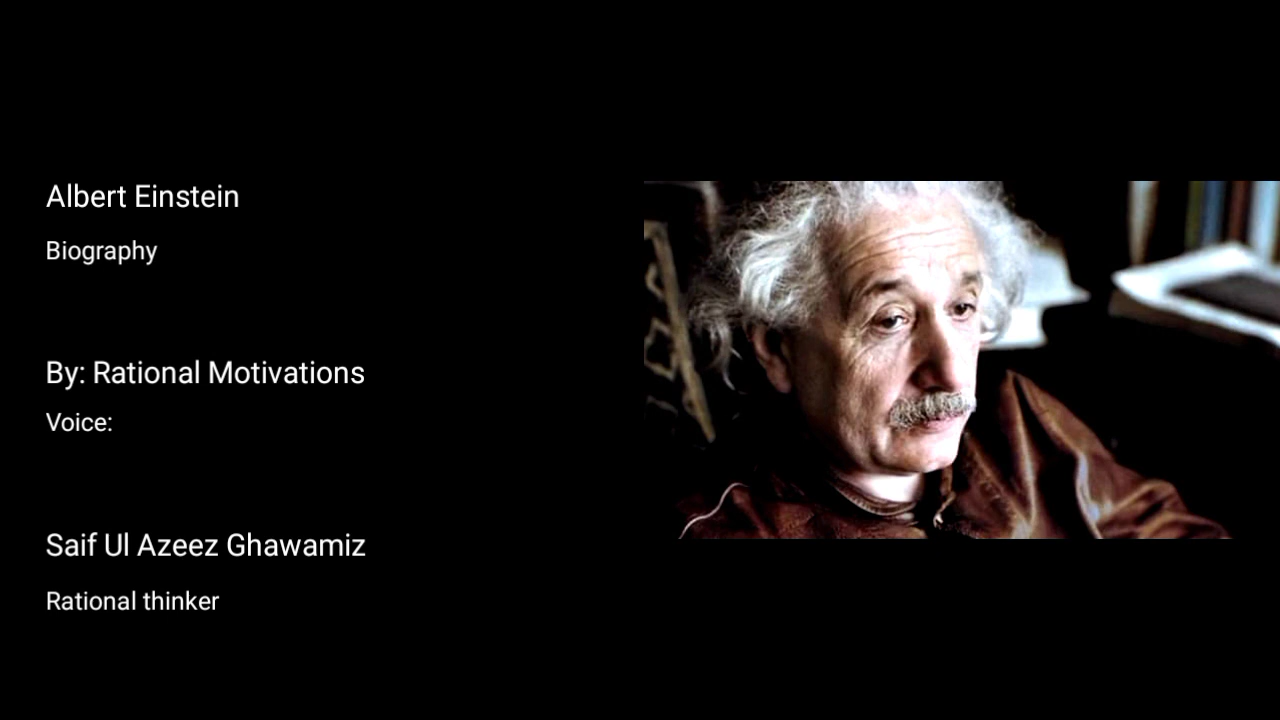 Albert Einstein
Biography
By: Rational Motivations
Voice:
Saif Ul Azeez Ghawamiz
Rational thinker